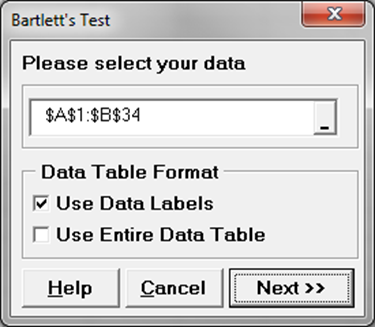 Bartlett's Test
Please select your data
$A$1:$B$34
Data Table Format
Use Data Labels
Use Entire Data Table
Help Cancel Next >>